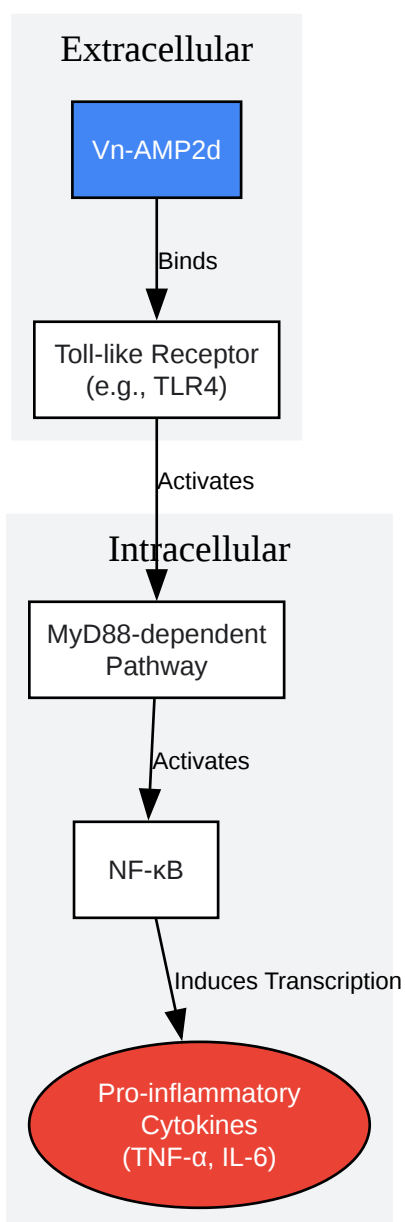 Extracellular
Vn-AMP2d
Binds
Toll-like Receptor
(e.g., TLR4)
Activates
Intracellular
MyD88-dependent
Pathway
Activates
NF-κB
Induces Transcription
Pro-inflammatory
Cytokines
(TNF-α, IL-6)